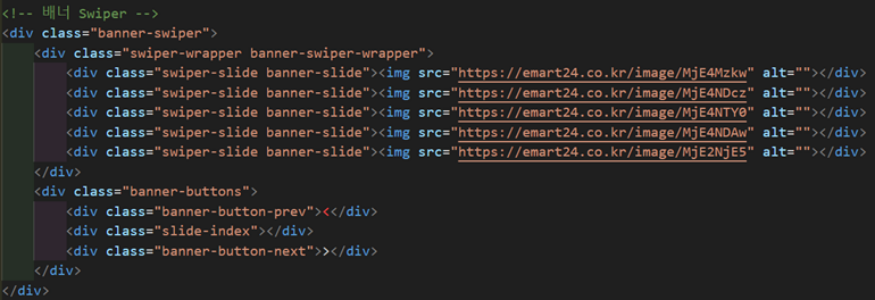 <!-- 배너 Swiper -->
<div class="banner-swiper">
<div class="swiper-wrapper banner-swiper-wrapper">
<div class="swiper-slide banner-slide"><img src="https://emart24.co.kr/image/MjE4Mzkw" alt=""></div>
<div class="swiper-slide banner-slide"><img src="https://emart24.co.kr/image/MjE4NDcz" alt=""></div>
<div class="swiper-slide banner-slide"><img src="https://emart24.co.kr/image/MjE4NTY0" alt=""></div>
<div class="swiper-slide banner-slide"><img src="https://emart24.co.kr/image/MjE4NDAw" alt=""></div>
<div class="swiper-slide banner-slide"><img src="https://emart24.co.kr/image/MjE2NjE5" alt=""></div>
</div>
<div class="banner-buttons">
<div class="banner-button-prev"><</div>
<div class="slide-index"></div>
<div class="banner-button-next">></div>
</div>
</div>